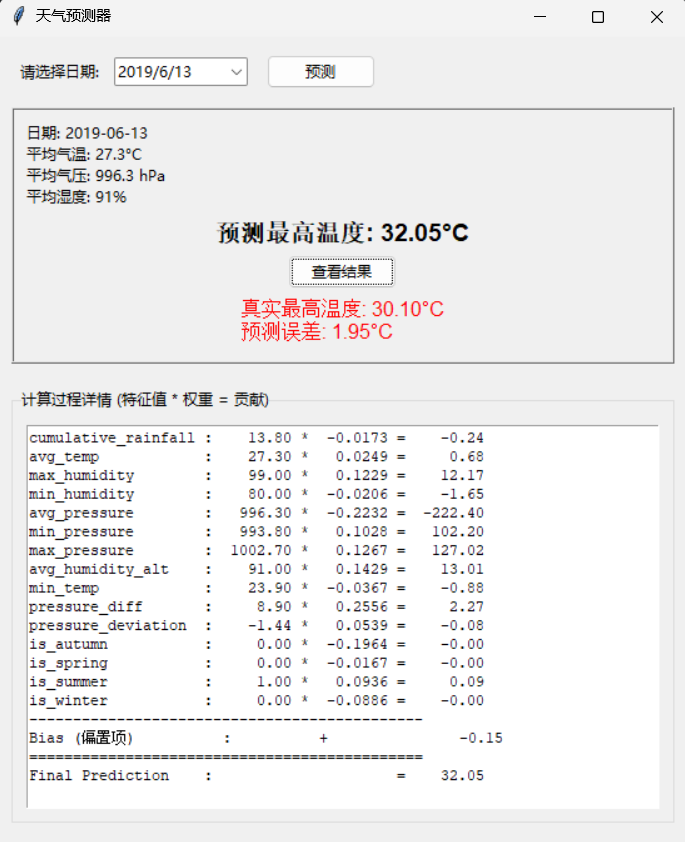 天气预测器
请选择日期: 2019/6/13 预测
日期: 2019-06-13
平均气温: 27.3°C
平均气压: 996.3 hPa
平均湿度: 91%
预测最高温度: 32.05°C
查看结果
真实最高温度: 30.10°C
预测误差: 1.95°C
计算过程详情 (特征值 * 权重 = 贡献)
cumulative_rainfall : 13.80 * -0.0173 = -0.24
avg_temp : 27.30 * 0.0249 = 0.68
max_humidity : 99.00 * 0.1229 = 12.17
min_humidity : 80.00 * -0.0206 = -1.65
avg_pressure : 996.30 * -0.2232 = -222.40
min_pressure : 993.80 * 0.1028 = 102.20
max_pressure : 1002.70 * 0.1267 = 127.02
avg_humidity_alt : 91.00 * 0.1429 = 13.01
min_temp : 23.90 * -0.0367 = -0.88
pressure_diff : 8.90 * 0.2556 = 2.27
pressure_deviation : -1.44 * 0.0539 = -0.08
is_autumn : 0.00 * -0.1964 = -0.00
is_spring : 0.00 * -0.0167 = -0.00
is_summer : 1.00 * 0.0936 = 0.09
is_winter : 0.00 * -0.0886 = -0.00
---------------------------------------------
Bias (偏置项) : + -0.15
=============================================
Final Prediction : = 32.05